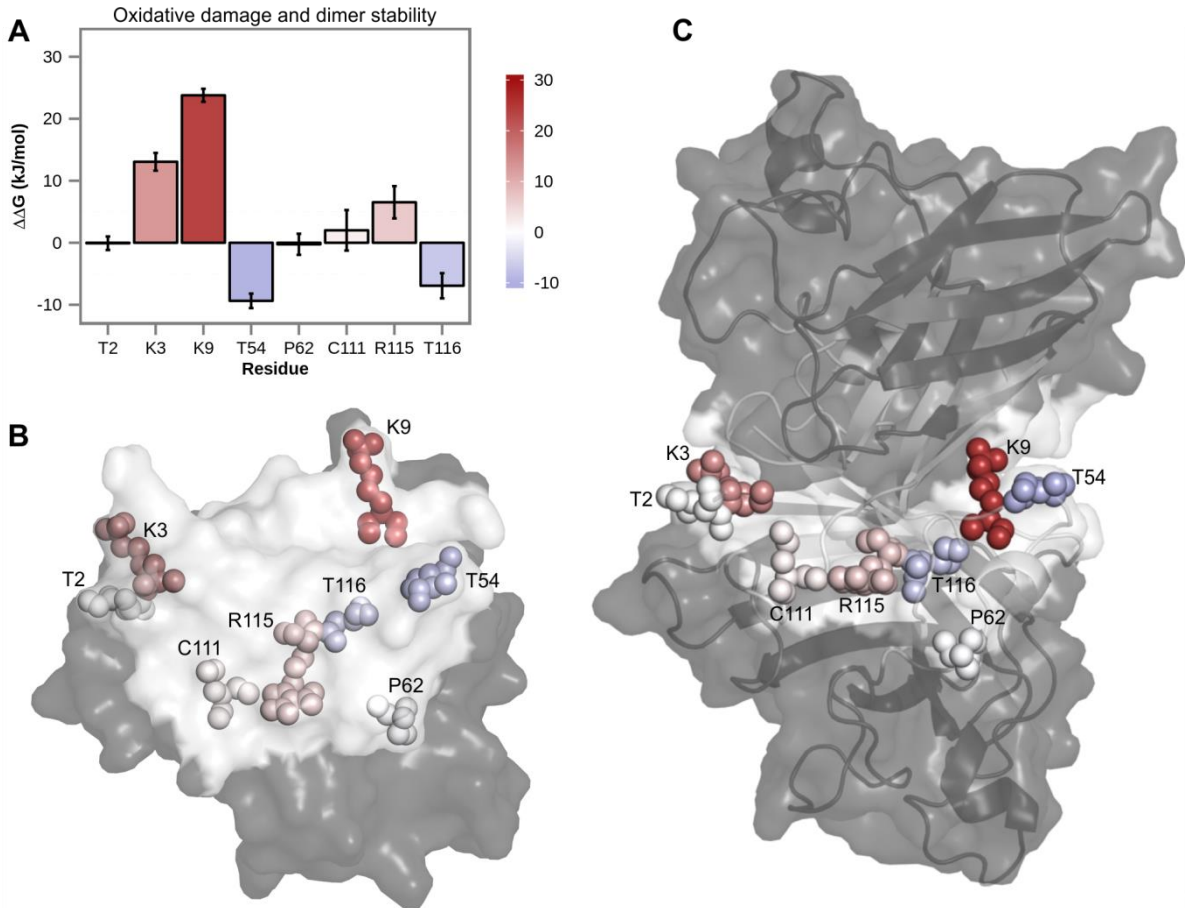 A
Oxidative damage and dimer stability
30
20
10
0
-10
ΔΔG (kJ/mol)
T2 K3 K9 T54 P62 C111 R115 T116
Residue
30
20
10
0
-10
B
K9
K3
T2
T116
T54
R115
C111
P62
C
K3
K9
T2
T54
C111
R115
T116
P62